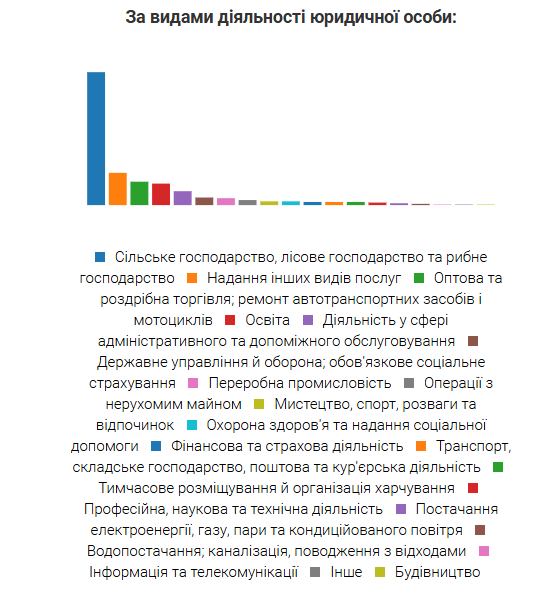 За видами діяльності юридичної особи:
Сільське господарство, лісове господарство та рибне
господарство Надання інших видів послуг Оптова та
роздрібна торгівля; ремонт автотранспортних засобів і
мотоциклів Освіта Діяльність у сфері
адміністративного та допоміжного обслуговування
Державне управління й оборона; обов'язкове соціальне
страхування Переробна промисловість Операції з
нерухомим майном Мистецтво, спорт, розваги та
відпочинок Охорона здоров'я та надання соціальної
допомоги Фінансова та страхова діяльність Транспорт,
складське господарство, поштова та кур'єрська діяльність
Тимчасове розміщування й організація харчування
Професійна, наукова та технічна діяльність Постачання
електроенергії, газу, пари та кондиційованого повітря
Водопостачання; каналізація, поводження з відходами
Інформація та телекомунікації Інше Будівництво